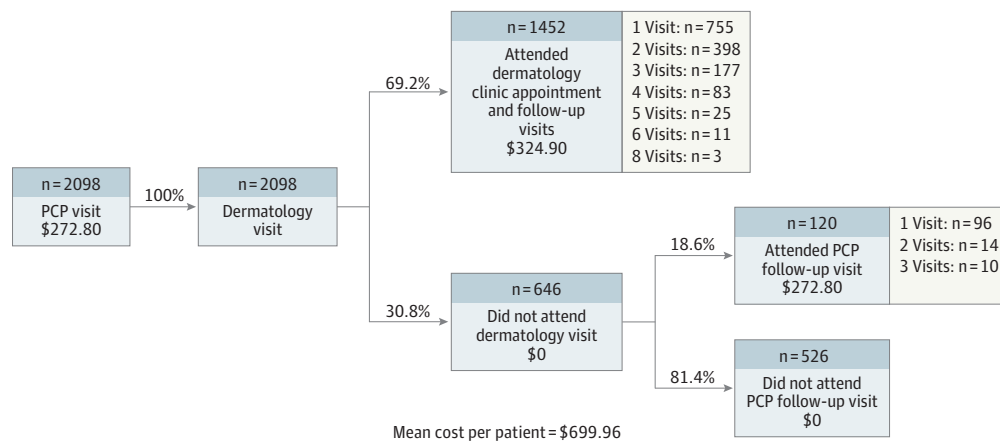 n=2098
PCP visit
$272.80
100%
n=2098
Dermatology
visit
69.2%
n=1452
Attended
dermatology
clinic appointment
and follow-up
visits
$324.90
1 Visit: n=755
2 Visits: n=398
3 Visits: n=177
4 Visits: n=83
5 Visits: n=25
6 Visits: n=11
8 Visits: n=3
30.8%
n=646
Did not attend
dermatology visit
$0
18.6%
n=120
Attended PCP
follow-up visit
$272.80
1 Visit: n=96
2 Visits: n=14
3 Visits: n=10
81.4%
n=526
Did not attend
PCP follow-up visit
$0
Mean cost per patient=$699.96